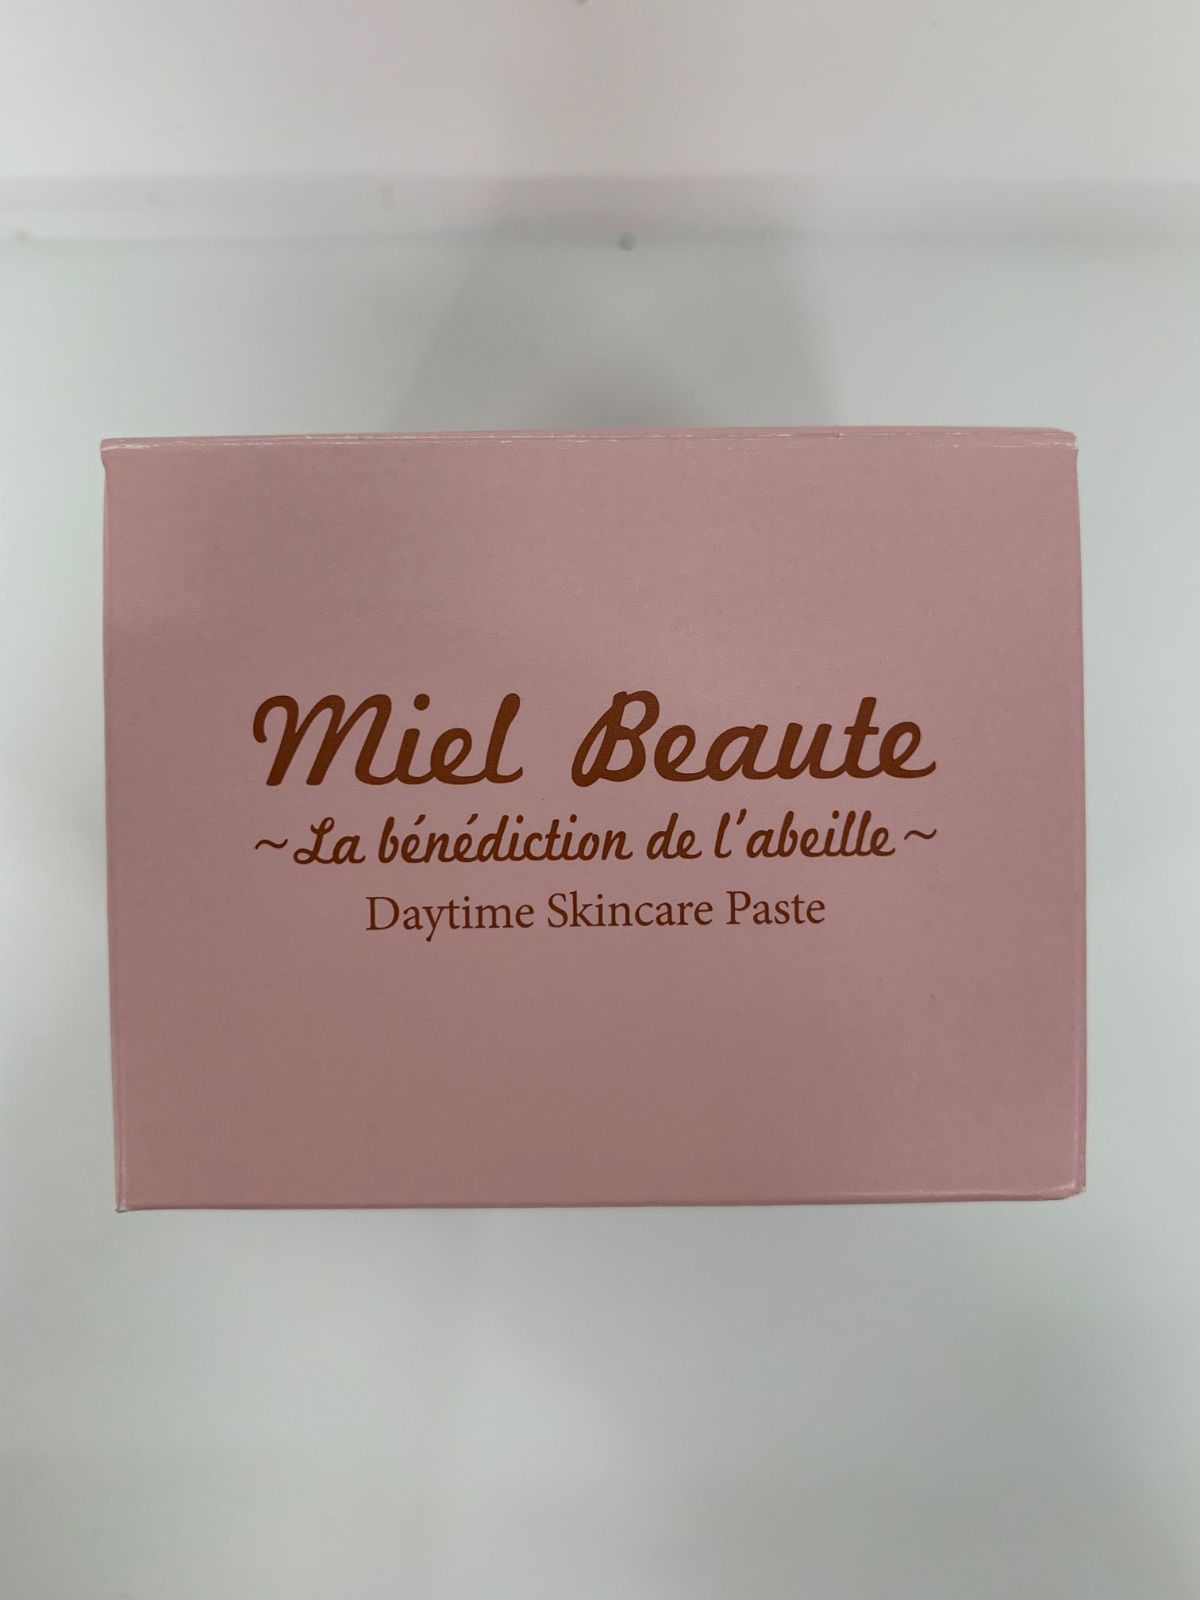 Miel Beaute
~La bénédiction de l'abeille~
Daytime Skincare Paste